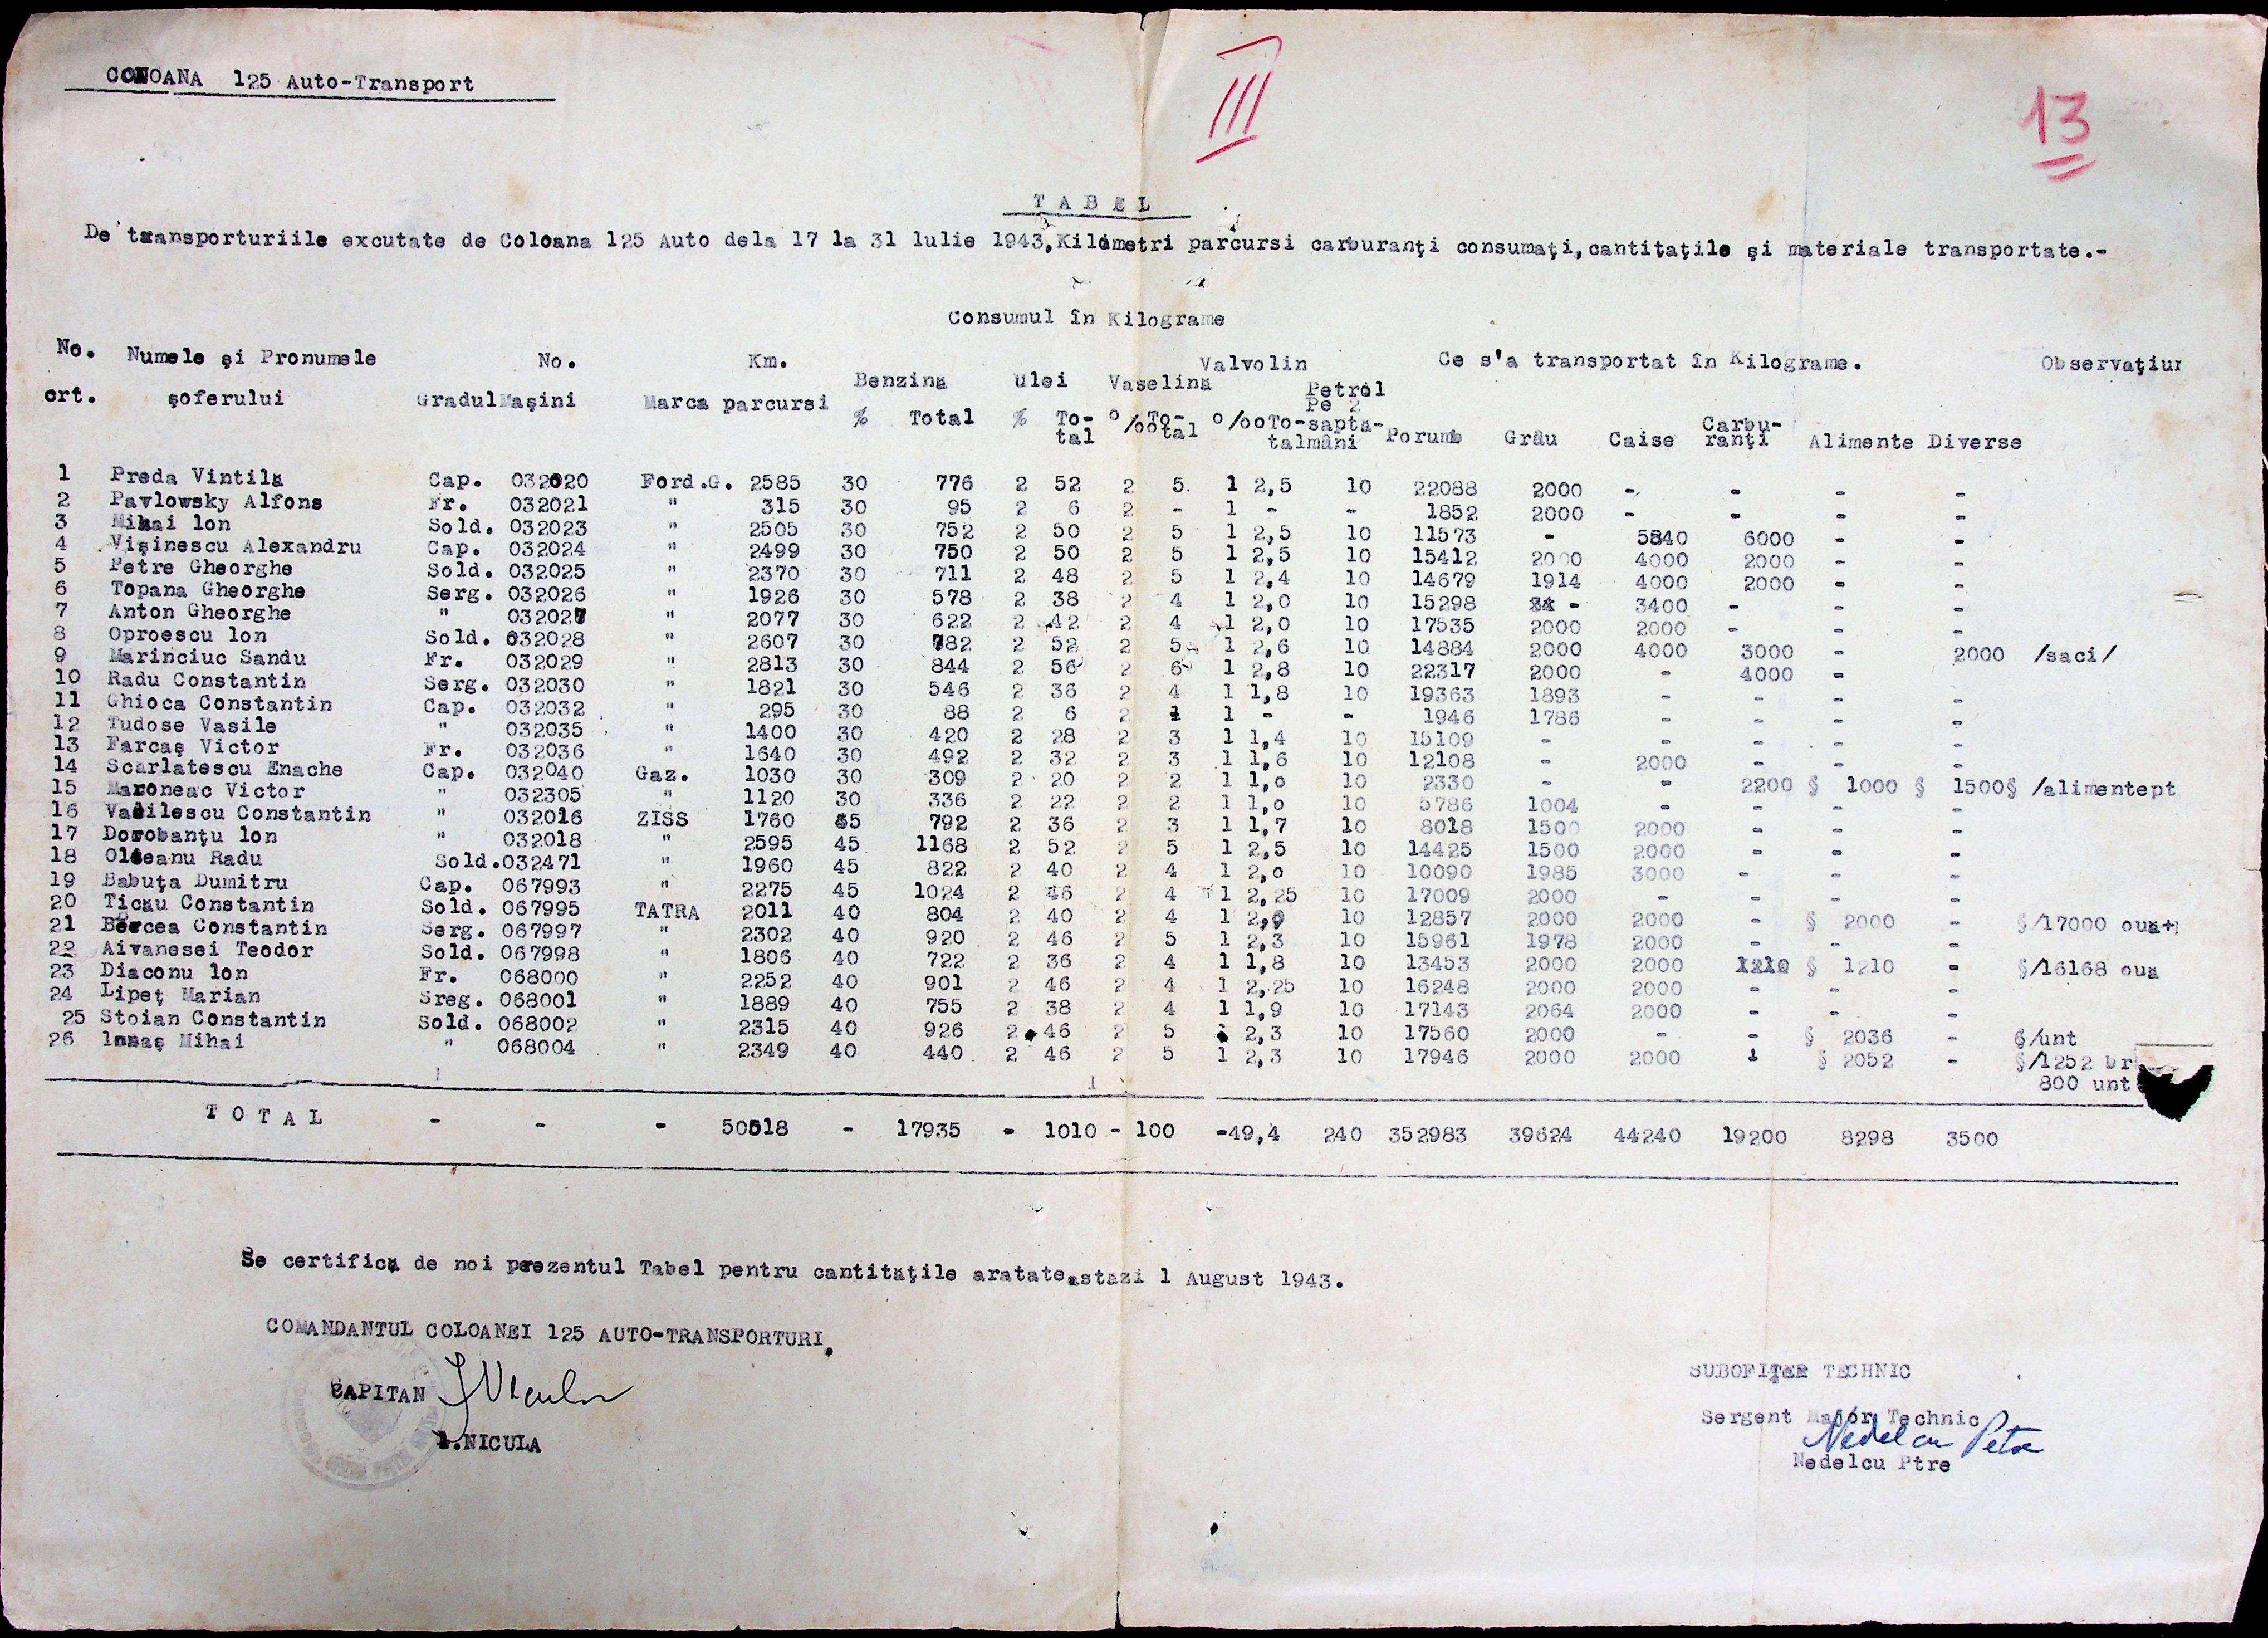 COLOANA 125 Auto-Transport
III
13
TABEL
De transporturiile excutate de Coloana 125 Auto dela 17 la 31 lulie 1943,Kilometri parcursi carburanţi consumaţi,cantitaţile şi materiale transportate.-
Consumul în Kilograme
No. Numele şi Pronumele No. Km. Valvolin Ce s'a transportat în Kilograme. Observaţiur
Benzină Ulei Vaselină Petrol
ort. şoferului Gradul Maşini Marca parcursi Pe 2
% Total % To- o/oo To- o/oo To- sapta- Carbu-
tal tal tal mâni Porumb Grâu Caise ranţi Alimente Diverse
1 Preda Vintilă Cap. 032020 Ford.G. 2585 30 776 2 52 2 5 1 2,5 10 22088 2000 - - - -
2 Pavlowsky Alfons Fr. 032021 " 315 30 95 2 6 2 - 1 - - 1852 2000 - - - -
3 Mihai lon Sold. 032023 " 2505 30 752 2 50 2 5 1 2,5 10 11573 - 5840 6000 - -
4 Vişinescu Alexandru Cap. 032024 " 2499 30 750 2 50 2 5 1 2,5 10 15412 2000 4000 2000 - -
5 Petre Gheorghe Sold. 032025 " 2370 30 711 2 48 2 5 1 2,4 10 14679 1914 4000 2000 - -
6 Topana Gheorghe Serg. 032026 " 1926 30 578 2 38 2 4 1 2,0 10 15298 - 3400 - - -
7 Anton Gheorghe " 032027 " 2077 30 622 2 42 2 4 1 2,0 10 17535 2000 2000 - - -
8 Oproescu lon Sold. 032028 " 2607 30 782 2 52 2 5 1 2,6 10 14884 2000 4000 3000 - 2000 /saci/
9 Marinciuc Sandu Fr. 032029 " 2813 30 844 2 56 2 6 1 2,8 10 22317 2000 - 4000 -
10 Radu Constantin Serg. 032030 " 1821 30 546 2 36 2 4 1 1,8 10 19363 1893 - - - -
11 Ghioca Constantin Cap. 032032 " 295 30 88 2 6 2 1 1 - - 1946 1786 - - - -
12 Tudose Vasile " 032035 " 1400 30 420 2 28 2 3 1 1,4 10 15109 - - - - -
13 Farcaş Victor Fr. 032036 " 1640 30 492 2 32 2 3 1 1,6 10 12108 - 2000 - - -
14 Scarlatescu Enache Cap. 032040 Gaz. 1030 30 309 2 20 2 2 1 1,0 10 2330 - - 2200 § 1000 § 1500§ /alimentept
15 Maroneac Victor " 032305 " 1120 30 336 2 22 2 2 1 1,0 10 5786 1004 - - - -
16 Vasilescu Constantin " 032016 ZISS 1760 45 792 2 36 2 3 1 1,7 10 8018 1500 2000 - - -
17 Dorobanţu lon " 032018 " 2595 45 1168 2 52 2 5 1 2,5 10 14425 1500 2000 - - -
18 Olteanu Radu Sold.032471 " 1960 45 822 2 40 2 4 1 2,0 10 10090 1985 3000 - - -
19 Babuţa Dumitru Cap. 067993 " 2275 45 1024 2 46 2 4 1 2,25 10 17009 2000 - - - -
20 Ticău Constantin Sold. 067995 TATRA 2011 40 804 2 40 2 4 1 2,0 10 12857 2000 2000 - § 2000 - §/17000 ouă+
21 Bercea Constantin Serg. 067997 " 2302 40 920 2 46 2 5 1 2,3 10 15961 1978 2000 - - -
22 Aivanesei Teodor Sold. 067998 " 1806 40 722 2 36 2 4 1 1,8 10 13453 2000 2000 1210 § 1210 - §/16168 ouă
23 Diaconu lon Fr. 068000 " 2252 40 901 2 46 2 4 1 2,25 10 16248 2000 2000 - - -
24 Lipeţ Marian Sreg. 068001 " 1889 40 755 2 38 2 4 1 1,9 10 17143 2064 2000 - - -
25 Stoian Constantin Sold. 068002 " 2315 40 926 2 46 2 5 1 2,3 10 17560 2000 - - § 2036 - §/unt
26 lonaş Mihai " 068004 " 2349 40 440 2 46 2 5 1 2,3 10 17946 2000 2000 § 2052 - §/1252 br
800 unt
TOTAL - - - 50518 - 17935 - 1010 - 100 -49,4 240 352983 39624 44240 19200 8298 3500
Se certifică de noi prezentul Tabel pentru cantităţile aratate astazi 1 August 1943.
COMANDANTUL COLOANEI 125 AUTO-TRANSPORTURI,
CAPITAN I Nicula
I.NICULA
SUBOFIŢER TECHNIC
Sergent Major Technic
Nedelcu Petre
Nedelcu Ptre